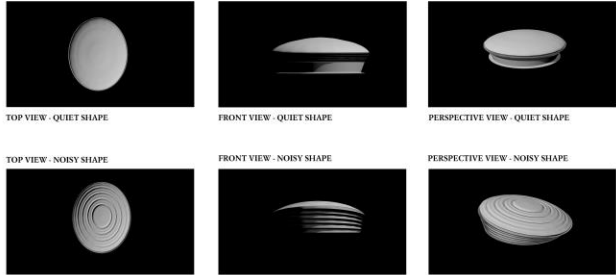 TOP VIEW - QUIET SHAPE
FRONT VIEW - QUIET SHAPE
PERSPECTIVE VIEW - QUIET SHAPE
TOP VIEW - NOISY SHAPE
FRONT VIEW - NOISY SHAPE
PERSPECTIVE VIEW - NOISY SHAPE